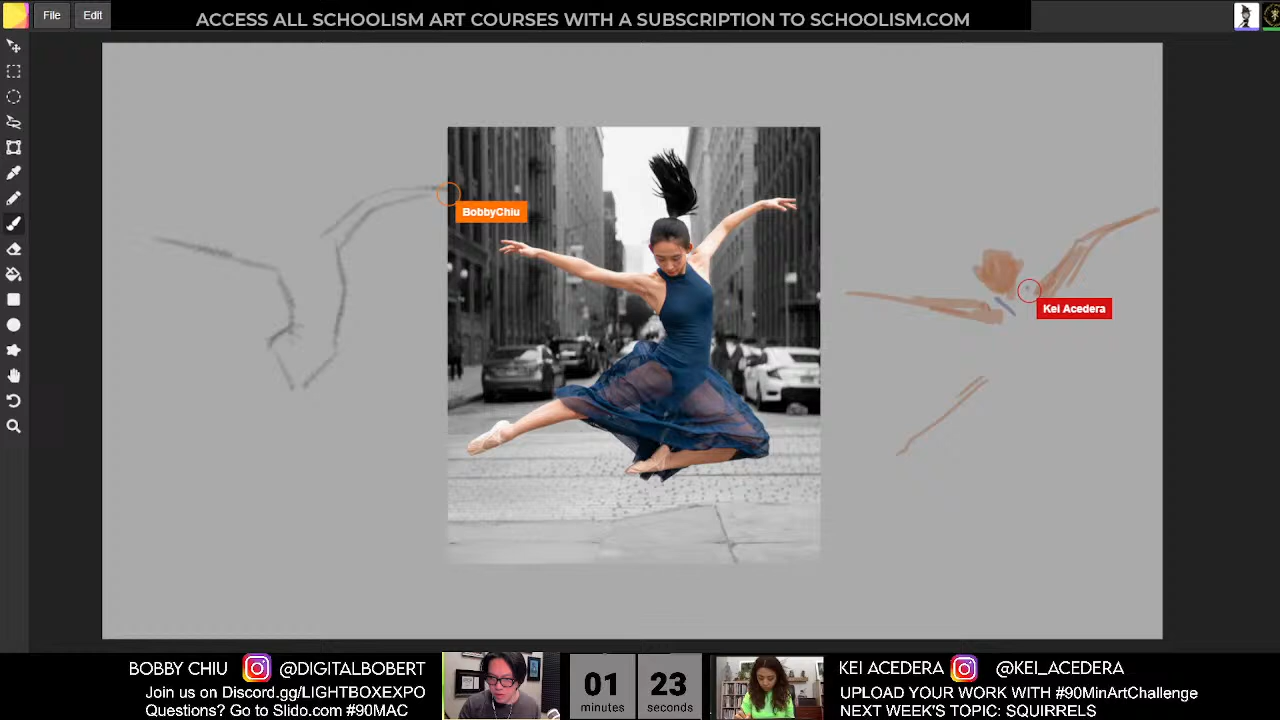 File
Edit
ACCESS ALL SCHOOLISM ART COURSES WITH A SUBSCRIPTION TO SCHOOLISM.COM
BobbyChiu
Kei Acedera
BOBBY CHIU @DIGITALBOBERT
Join us on Discord.gg/LIGHTBOXEXPO
Questions? Go to Slido.com #90MAC
01
minutes
23
seconds
KEI ACEDERA @KEI_ACEDERA
UPLOAD YOUR WORK WITH #90MinArtChallenge
NEXT WEEK'S TOPIC: SQUIRRELS